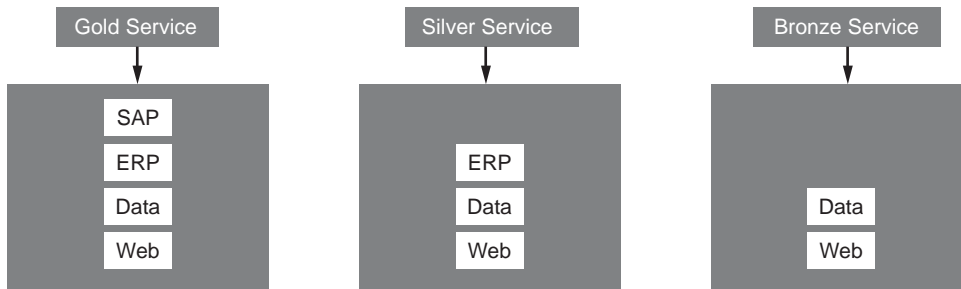 Gold Service
SAP
ERP
Data
Web
Silver Service
ERP
Data
Web
Bronze Service
Data
Web